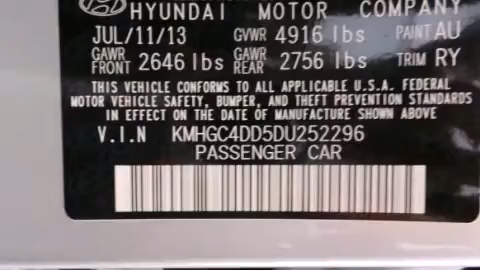 HYUNDAI MOTOR COMPANY
JUL/11/13 GVWR 4916 lbs PAINT AU
GAWR FRONT 2646 lbs GAWR REAR 2756 lbs TRIM RY
THIS VEHICLE CONFORMS TO ALL APPLICABLE U.S.A. FEDERAL
MOTOR VEHICLE SAFETY, BUMPER, AND THEFT PREVENTION STANDARDS
IN EFFECT ON THE DATE OF MANUFACTURE SHOWN ABOVE
V.I.N KMHGC4DD5DU252296
PASSENGER CAR